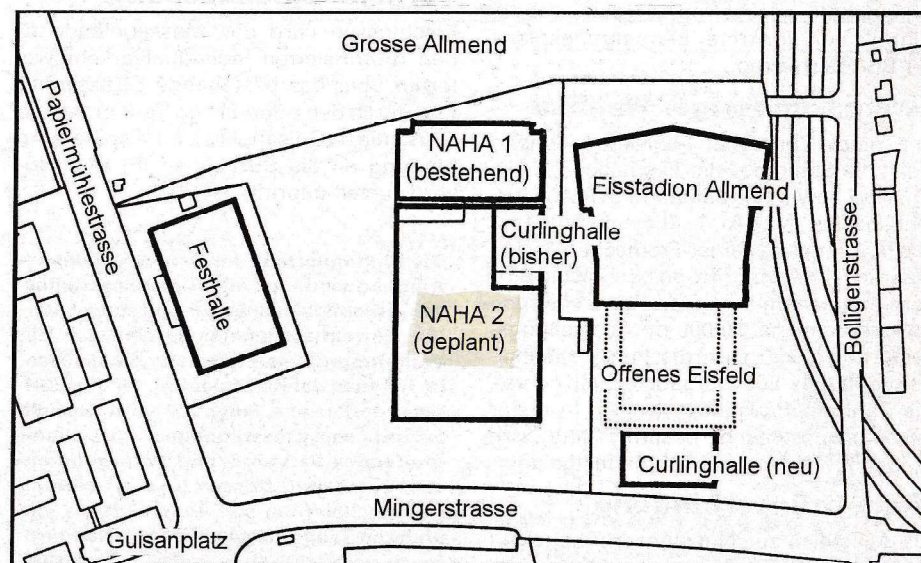 Grosse Allmend
Papiermühlestrasse
NAHA 1
(bestehend)
Eisstadion Allmend
Curlinghalle
(bisher)
Festhalle
NAHA 2
(geplant)
Bolligenstrasse
Offenes Eisfeld
Curlinghalle (neu)
Mingerstrasse
Guisanplatz